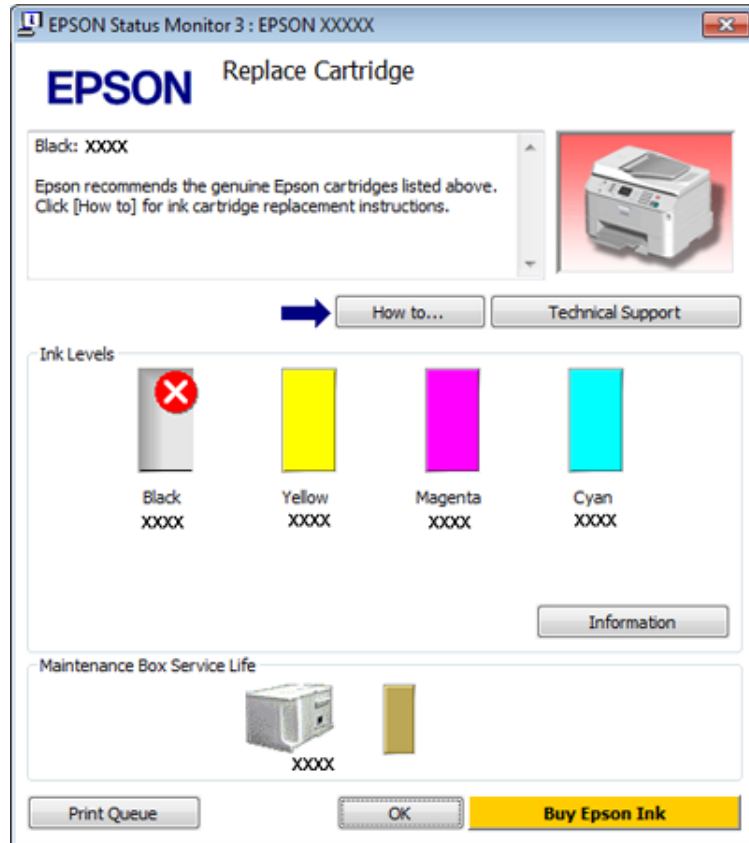 EPSON Status Monitor 3 : EPSON XXXXX
EPSON
Replace Cartridge
Black: XXXX
Epson recommends the genuine Epson cartridges listed above.
Click [How to] for ink cartridge replacement instructions.
How to...
Technical Support
Ink Levels
Black
Yellow
Magenta
Cyan
XXXX
XXXX
XXXX
XXXX
Information
Maintenance Box Service Life
XXXX
Print Queue
OK
Buy Epson Ink